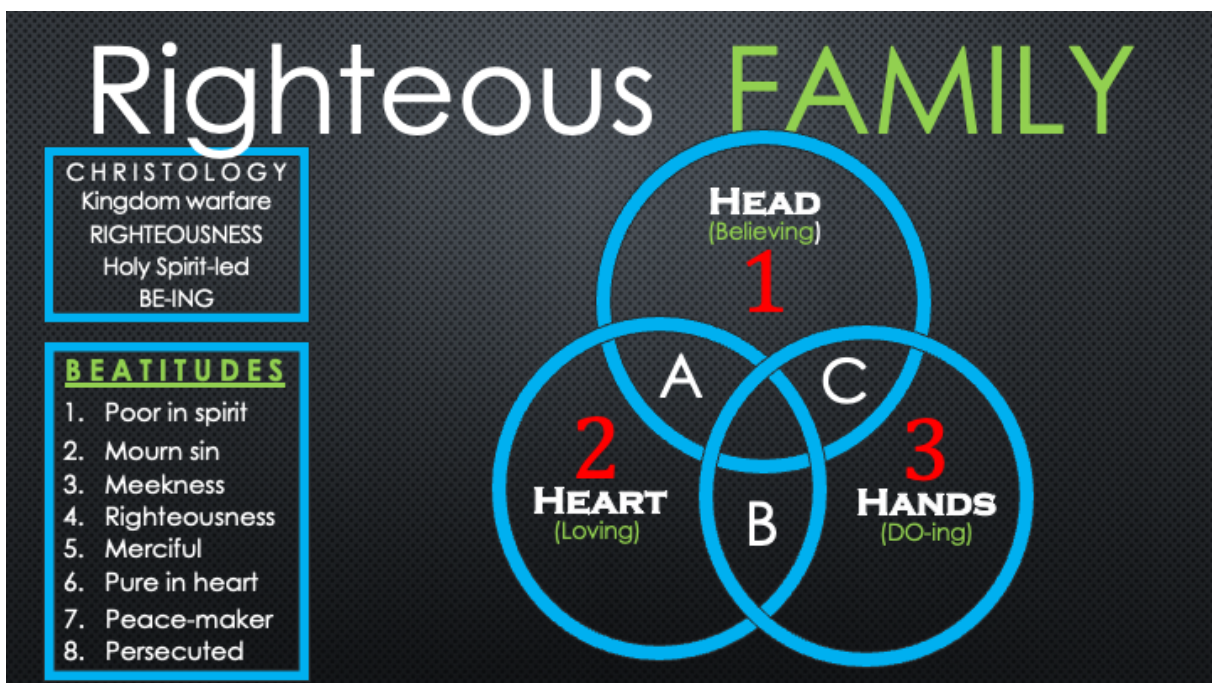 Righteous FAMILY
CHRISTOLOGY
Kingdom warfare
RIGHTEOUSNESS
Holy Spirit-led
BE-ING
BEATITUDES
1. Poor in spirit
2. Mourn sin
3. Meekness
4. Righteousness
5. Merciful
6. Pure in heart
7. Peace-maker
8. Persecuted
HEAD
(Believing)
1
A
C
2
HEART
(Loving)
B
3
HANDS
(DO-ing)